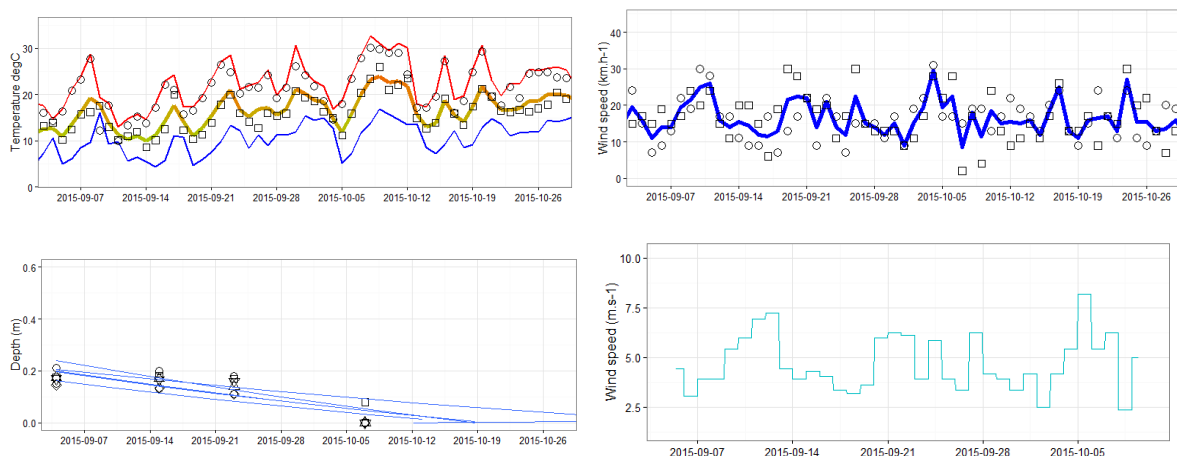 Temperature degC
30
20
10
0
2015-09-07 2015-09-14 2015-09-21 2015-09-28 2015-10-05 2015-10-12 2015-10-19 2015-10-26
Wind speed (km.h-1)
40
30
20
10
0
2015-09-07 2015-09-14 2015-09-21 2015-09-28 2015-10-05 2015-10-12 2015-10-19 2015-10-26
Depth (m)
0.6
0.4
0.2
0.0
2015-09-07 2015-09-14 2015-09-21 2015-09-28 2015-10-05 2015-10-12 2015-10-19 2015-10-26
Wind speed (m.s−1)
10.0
7.5
5.0
2.5
2015-09-07 2015-09-14 2015-09-21 2015-09-28 2015-10-05